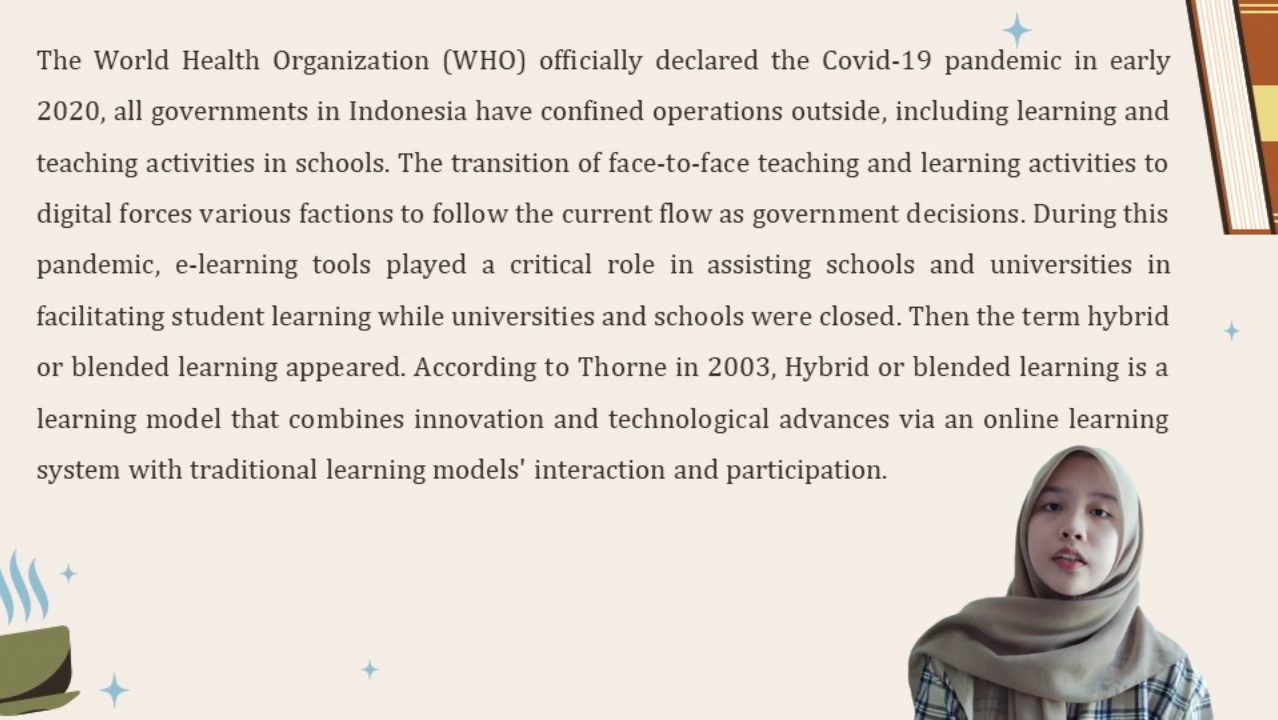 The World Health Organization (WHO) officially declared the Covid-19 pandemic in early
2020, all governments in Indonesia have confined operations outside, including learning and
teaching activities in schools. The transition of face-to-face teaching and learning activities to
digital forces various factions to follow the current flow as government decisions. During this
pandemic, e-learning tools played a critical role in assisting schools and universities in
facilitating student learning while universities and schools were closed. Then the term hybrid
or blended learning appeared. According to Thorne in 2003, Hybrid or blended learning is a
learning model that combines innovation and technological advances via an online learning
system with traditional learning models' interaction and participation.